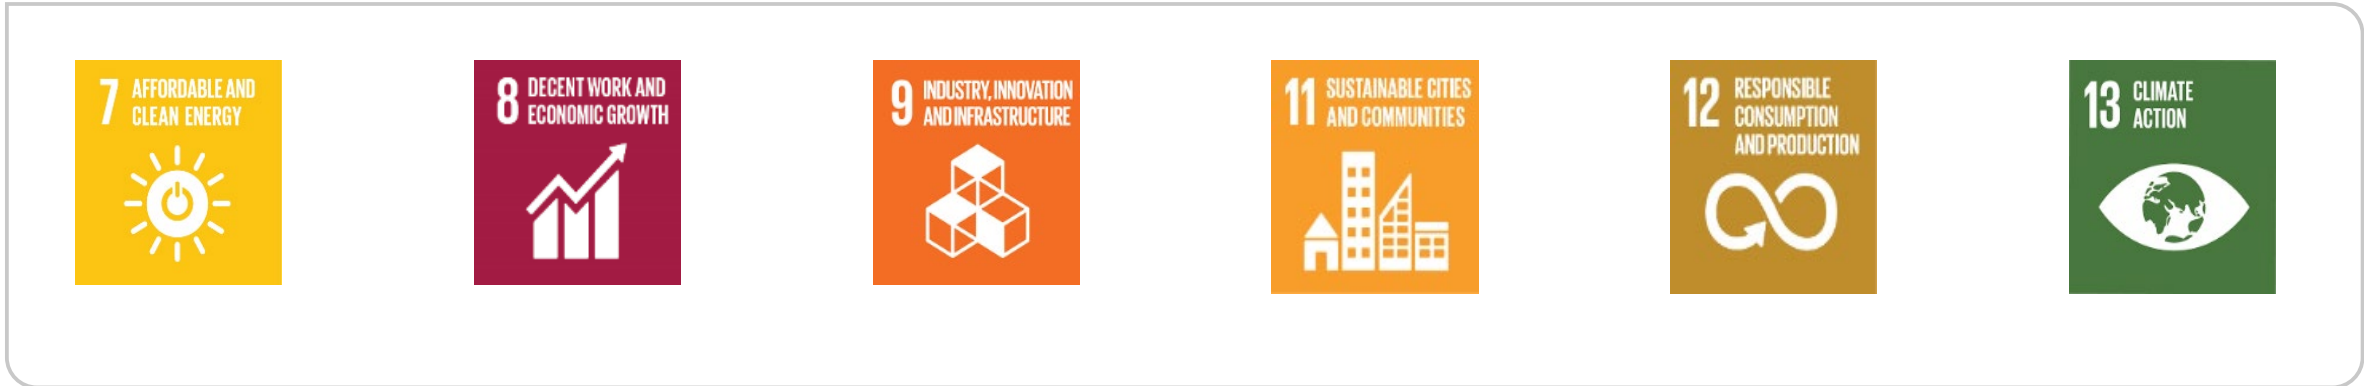 7 AFFORDABLE AND
CLEAN ENERGY
8 DECENT WORK AND
ECONOMIC GROWTH
9 INDUSTRY, INNOVATION
AND INFRASTRUCTURE
11 SUSTAINABLE CITIES
AND COMMUNITIES
12 RESPONSIBLE
CONSUMPTION
AND PRODUCTION
13 CLIMATE
ACTION